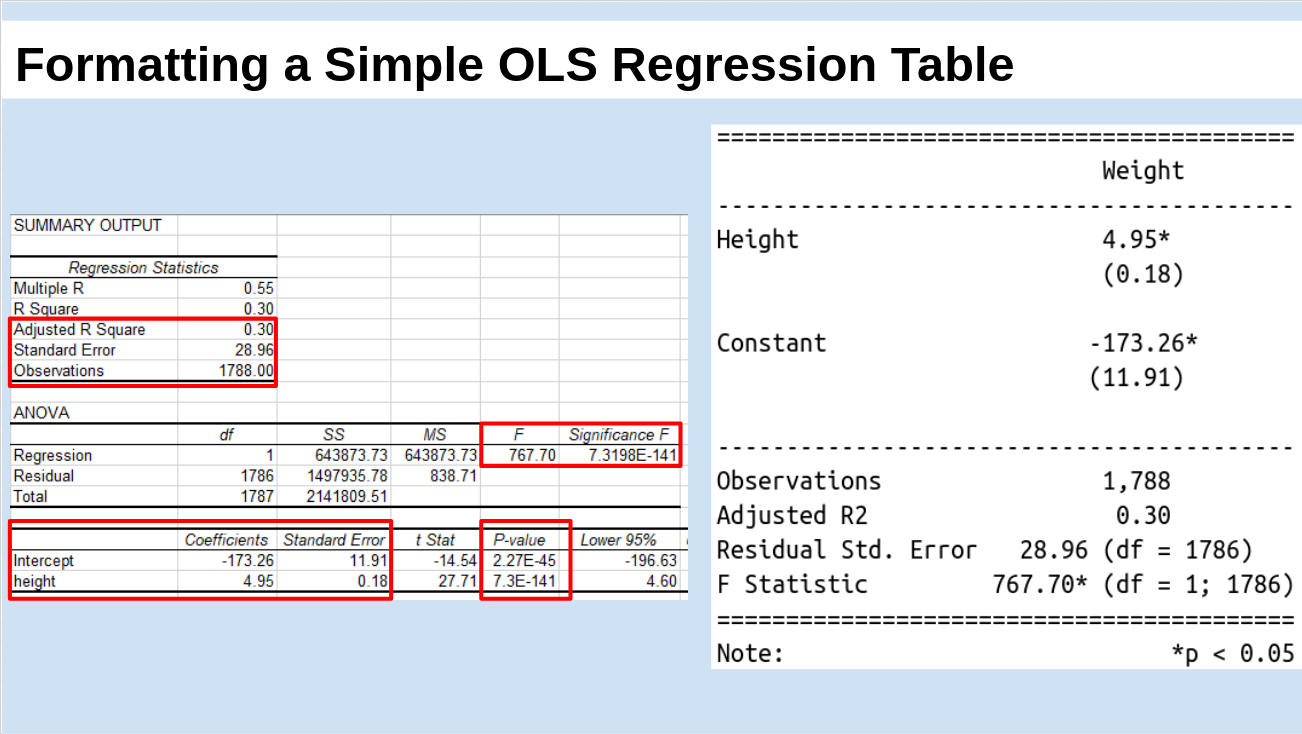 Formatting a Simple OLS Regression Table
SUMMARY OUTPUT
Regression Statistics
Multiple R 0.55
R Square 0.30
Adjusted R Square 0.30
Standard Error 28.96
Observations 1788.00
ANOVA
df SS MS F Significance F
Regression 1 643873.73 643873.73 767.70 7.3198E-141
Residual 1786 1497935.78 838.71
Total 1787 2141809.51
Coefficients Standard Error t Stat P-value Lower 95%
Intercept -173.26 11.91 -14.54 2.27E-45 -196.63
height 4.95 0.18 27.71 7.3E-141 4.60
==========================================
Weight
------------------------------------------
Height 4.95*
(0.18)
Constant -173.26*
(11.91)
------------------------------------------
Observations 1,788
Adjusted R2 0.30
Residual Std. Error 28.96 (df = 1786)
F Statistic 767.70* (df = 1; 1786)
==========================================
Note: *p < 0.05